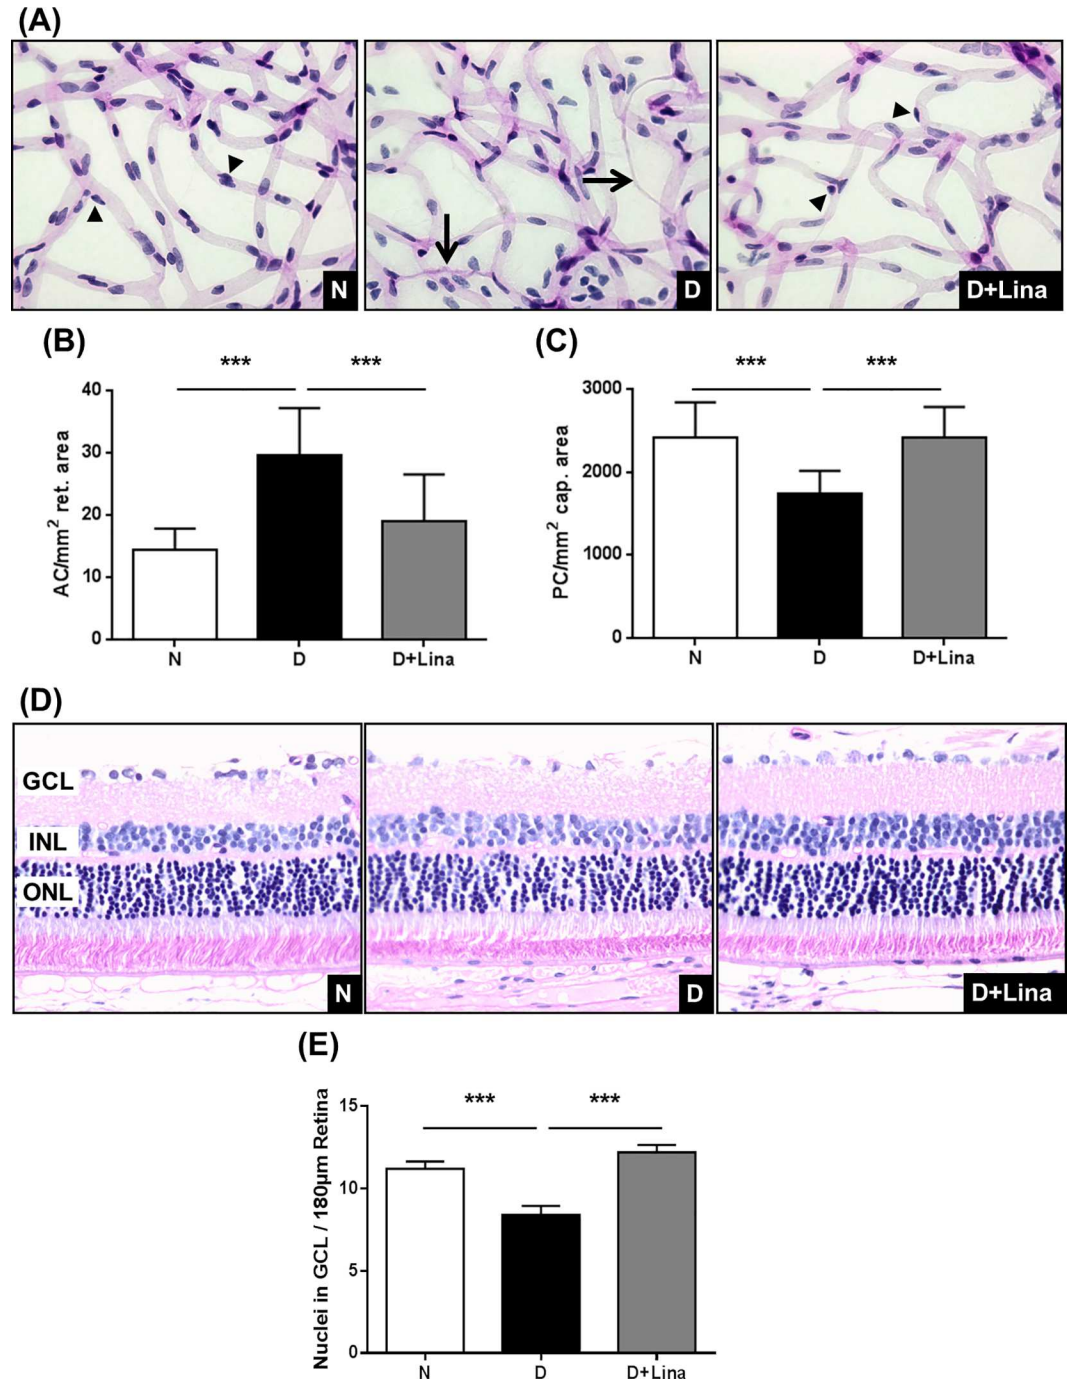 (A)
N
D
D+Lina
(B)
(C)
***
***
***
***
AC/mm² ret. area
40
30
20
10
0
N
D
D+Lina
PC/mm² cap. area
3000
2000
1000
0
N
D
D+Lina
(D)
GCL
INL
ONL
N
D
D+Lina
(E)
***
***
Nuclei in GCL / 180µm Retina
15
10
5
0
N
D
D+Lina